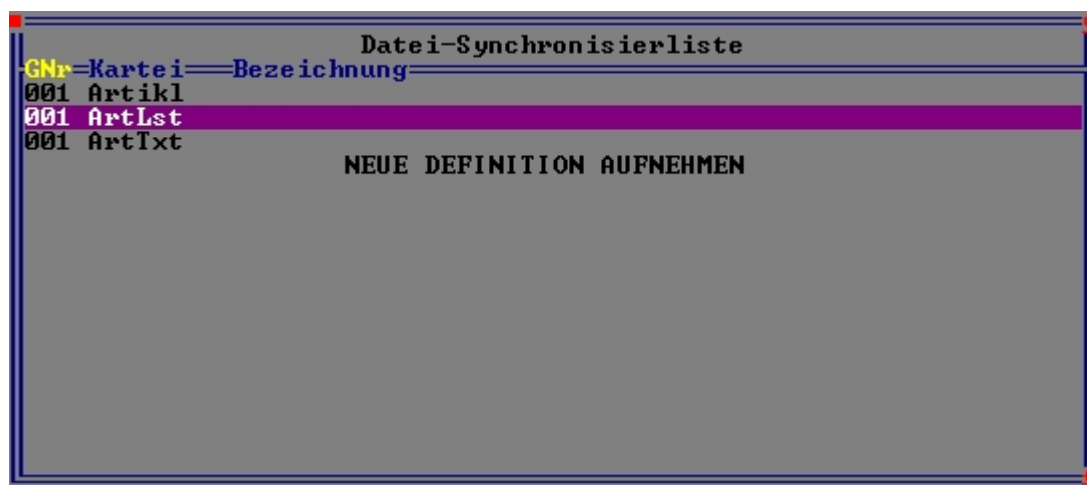 Datei-Synchronisierliste
GNr Kartei Bezeichnung
001 Artikl
001 ArtLst
001 ArtTxt
NEUE DEFINITION AUFNEHMEN